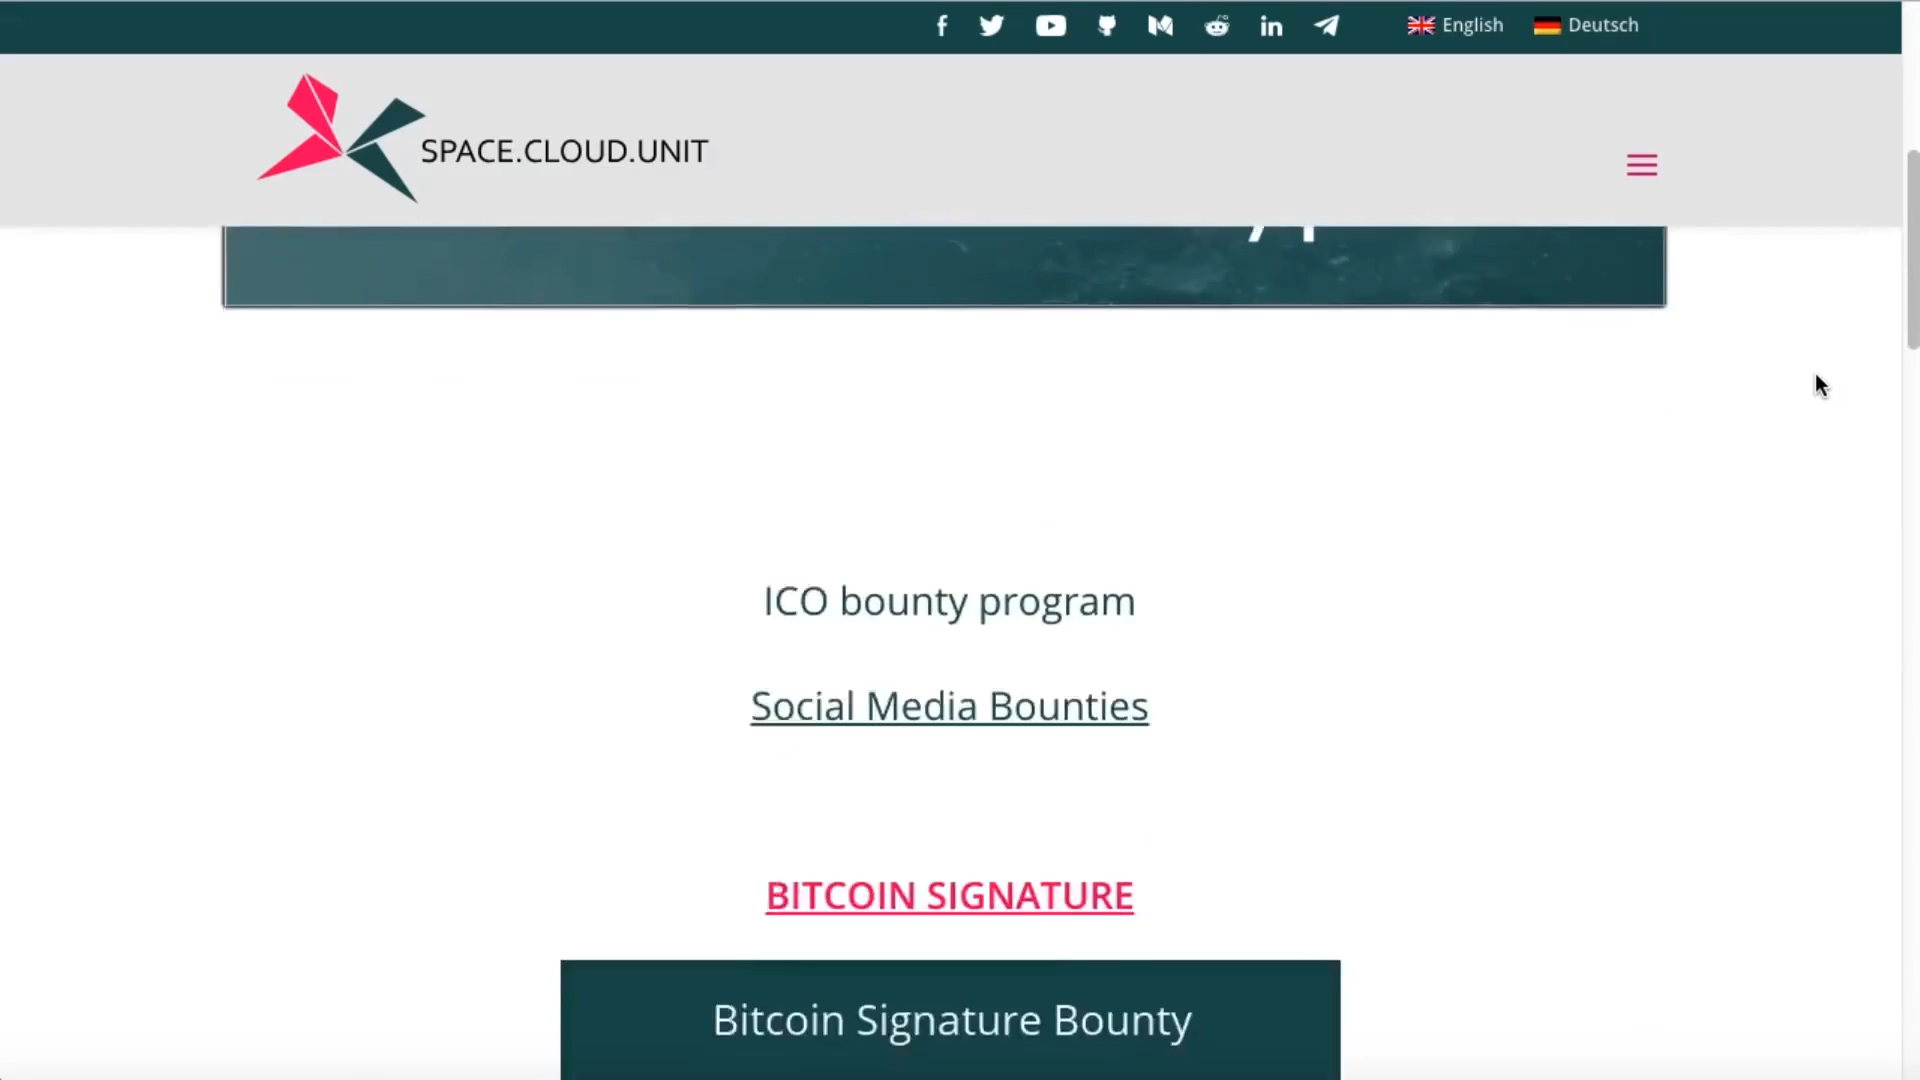 English Deutsch
SPACE.CLOUD.UNIT
ICO bounty program
Social Media Bounties
BITCOIN SIGNATURE
Bitcoin Signature Bounty